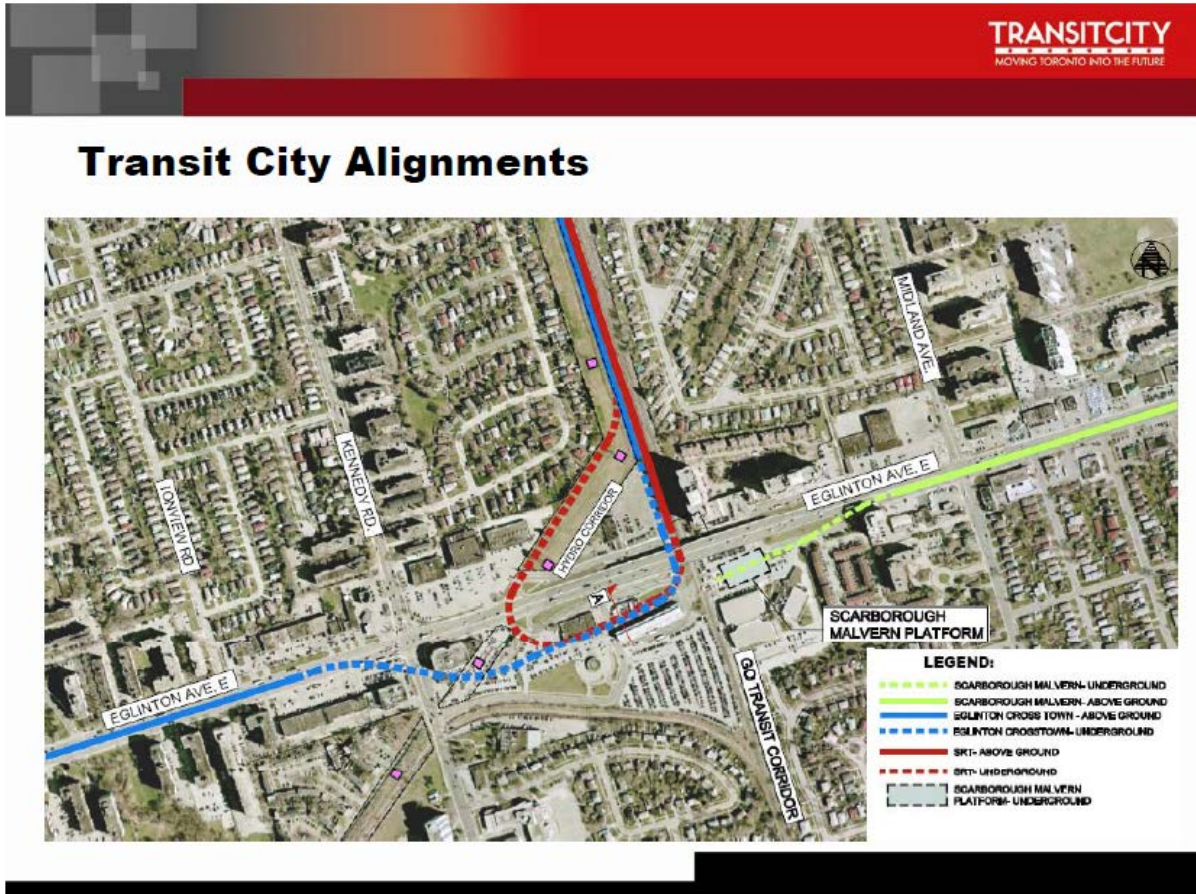 TRANSITCITY
MOVING TORONTO INTO THE FUTURE
Transit City Alignments
MIDLAND AVE.
KENNEDY RD.
IONVIEW RD
HYDRO CORRIDOR
EGLINTON AVE. E
A
SCARBOROUGH
MALVERN PLATFORM
EGLINTON AVE. E
GO TRANSIT CORRIDOR
LEGEND:
SCARBOROUGH MALVERN- UNDERGROUND
SCARBOROUGH MALVERN- ABOVE GROUND
EGLINTON CROSS TOWN - ABOVE GROUND
EGLINTON CROSSTOWN- UNDERGROUND
SRT- ABOVE GROUND
SRT- UNDERGROUND
SCARBOROUGH MALVERN
PLATFORM- UNDERGROUND